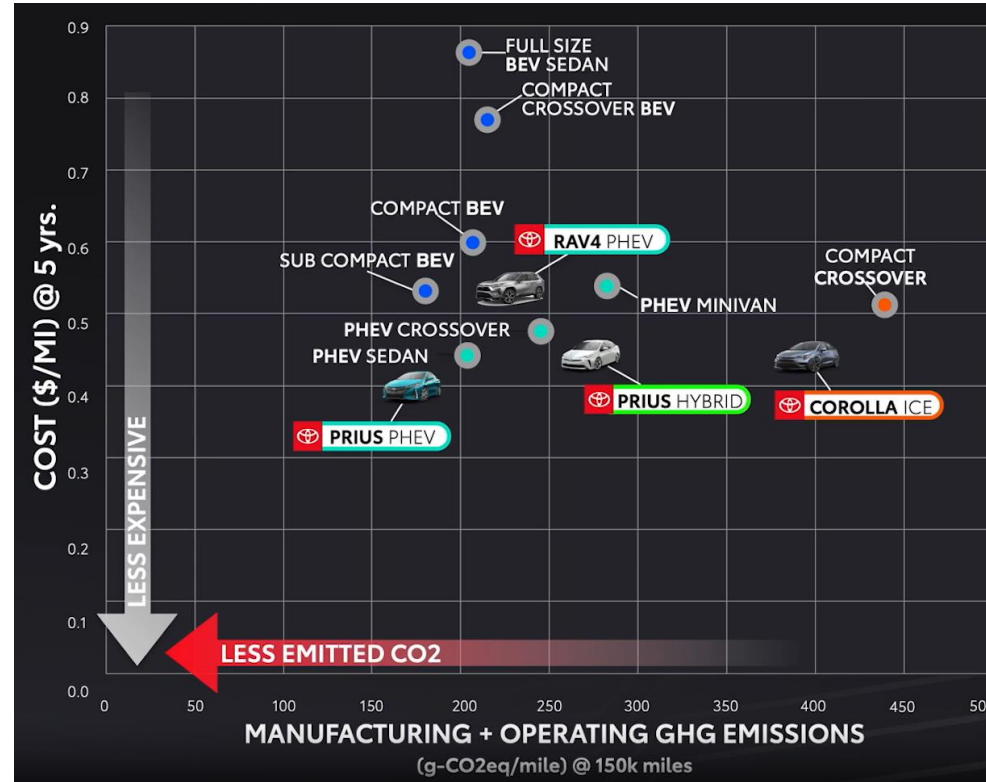 0.9
FULL SIZE
BEV SEDAN
0.8
COMPACT
CROSSOVER BEV
0.7
COMPACT BEV
0.6
RAV4 PHEV
SUB COMPACT BEV
COMPACT
CROSSOVER
PHEV MINIVAN
0.5
PHEV CROSSOVER
PHEV SEDAN
0.4
PRIUS HYBRID
COROLLA ICE
PRIUS PHEV
0.3
0.2
0.1
0.0
COST ($/MI) @ 5 yrs.
LESS EXPENSIVE
LESS EMITTED CO2
0 50 100 150 200 250 300 350 400 450
MANUFACTURING + OPERATING GHG EMISSIONS
(g-CO2eq/mile) @ 150k miles